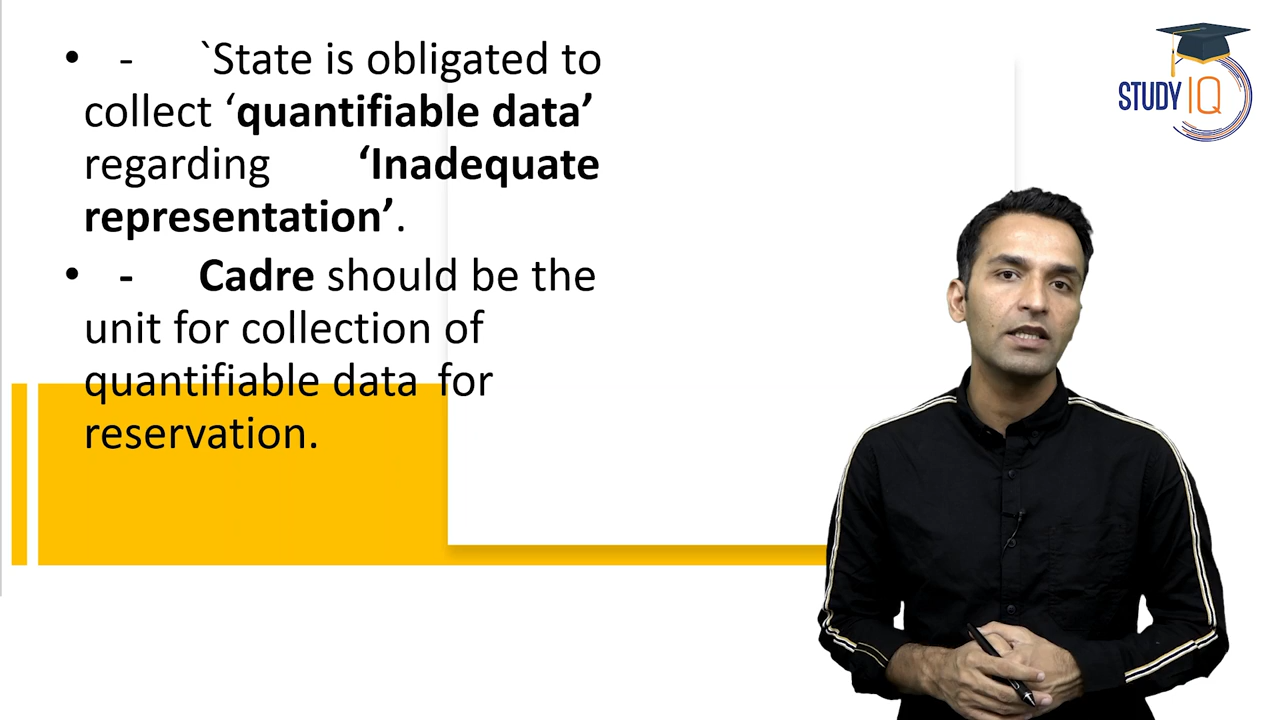 • - `State is obligated to
collect ‘quantifiable data’
regarding ‘Inadequate
representation’.
• - Cadre should be the
unit for collection of
quantifiable data for
reservation.
STUDY IQ